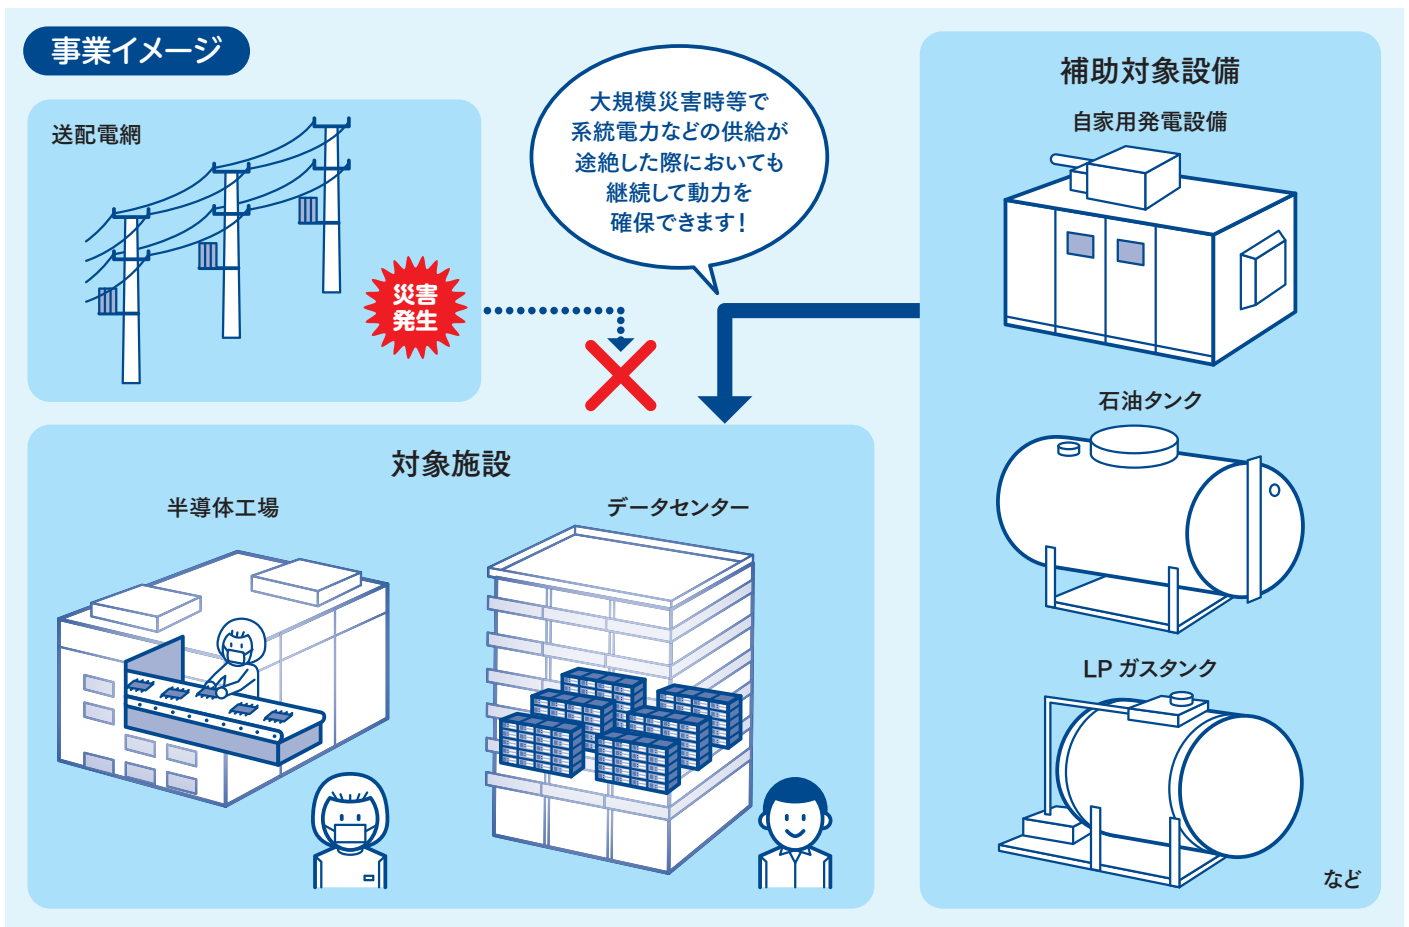 事業イメージ
送配電網
災害
発生
大規模災害時等で
系統電力などの供給が
途絶した際においても
継続して動力を
確保できます!
補助対象設備
自家用発電設備
石油タンク
LP ガスタンク
など
対象施設
半導体工場
データセンター